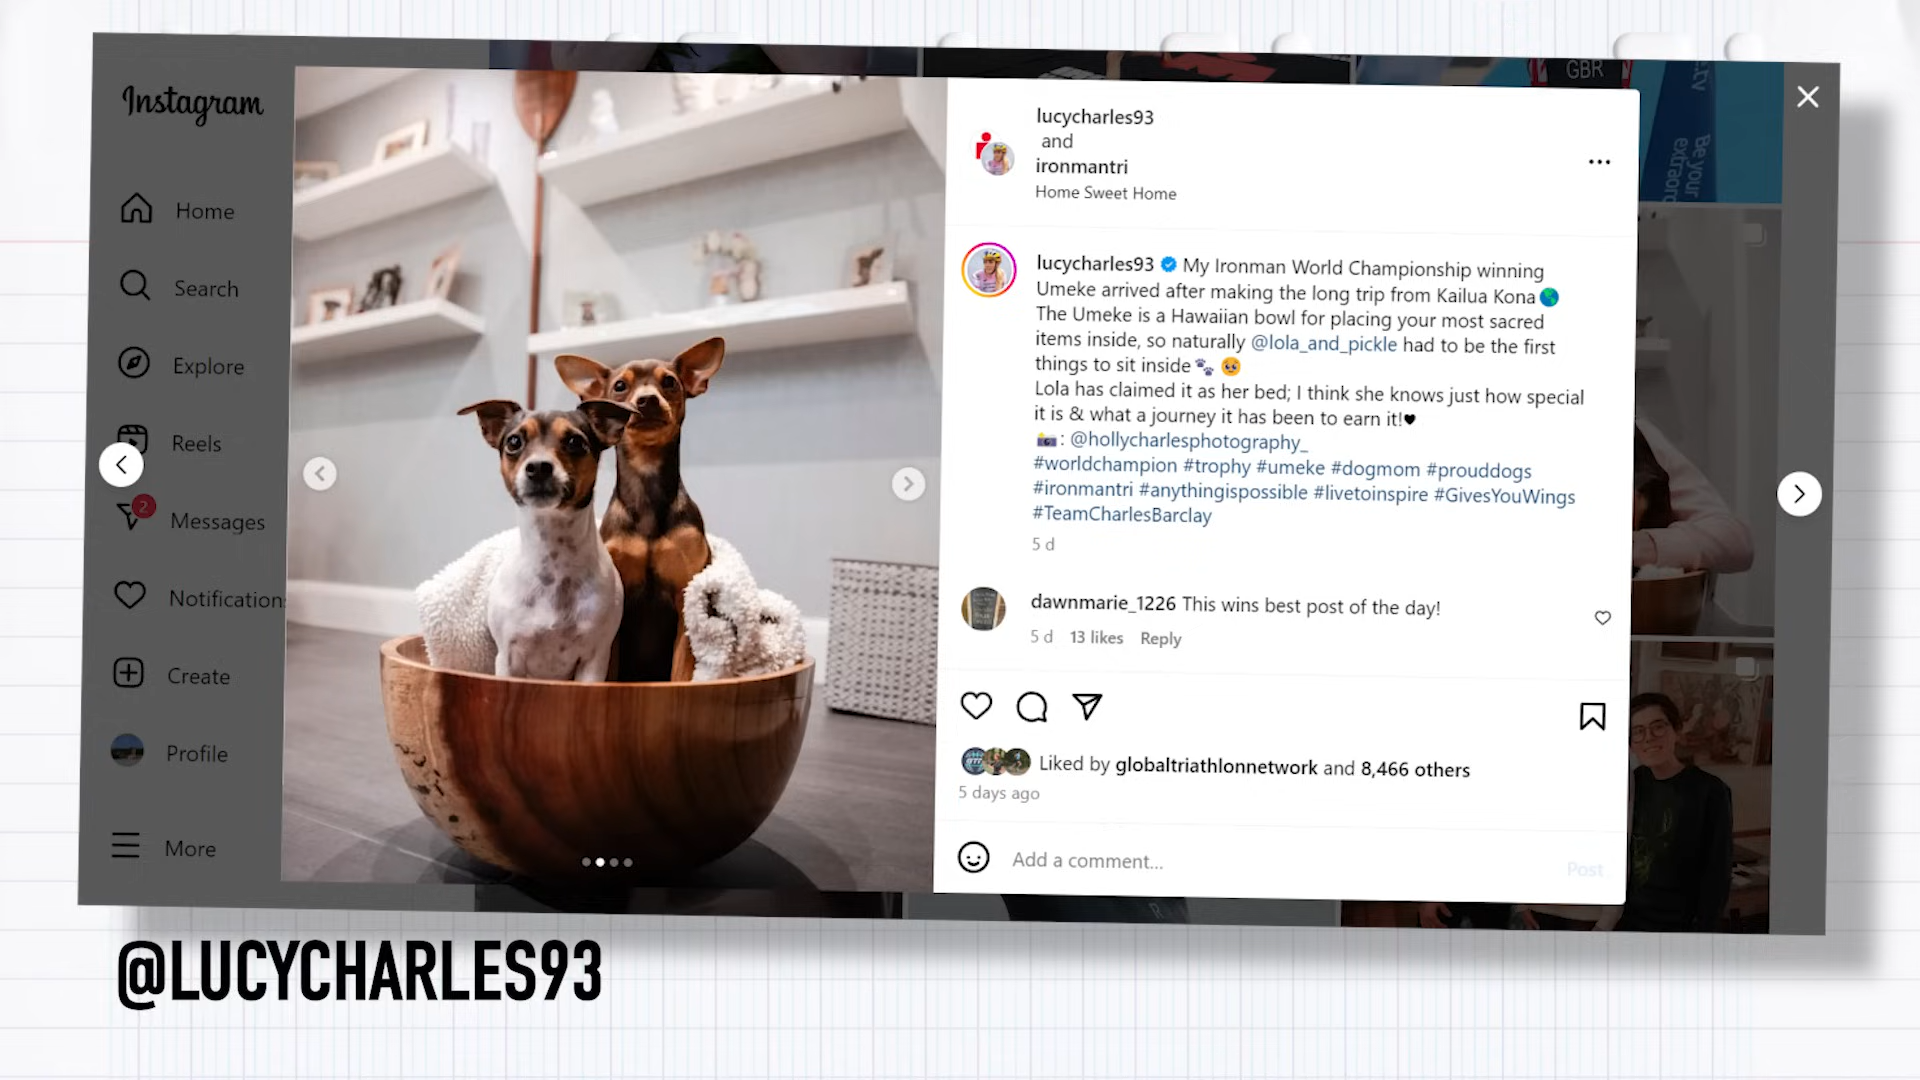 Instagram
Home
Search
Explore
Reels
2
Messages
Notification
Create
Profile
More
GBR
Be your
lucycharles93
and
ironmantri
Home Sweet Home
lucycharles93 My Ironman World Championship winning
Umeke arrived after making the long trip from Kailua Kona🌎
The Umeke is a Hawaiian bowl for placing your most sacred
items inside, so naturally @lola_and_pickle had to be the first
things to sit inside🐾 🥹
Lola has claimed it as her bed; I think she knows just how special
it is & what a journey it has been to earn it!♥
📸: @hollycharlesphotography_
#worldchampion #trophy #umeke #dogmom #prouddogs
#ironmantri #anythingispossible #livetoinspire #GivesYouWings
#TeamCharlesBarclay
5 d
dawnmarie_1226 This wins best post of the day!
5 d 13 likes Reply
Liked by globaltriathlonnetwork and 8,466 others
5 days ago
Add a comment...
Post
@LUCYCHARLES93